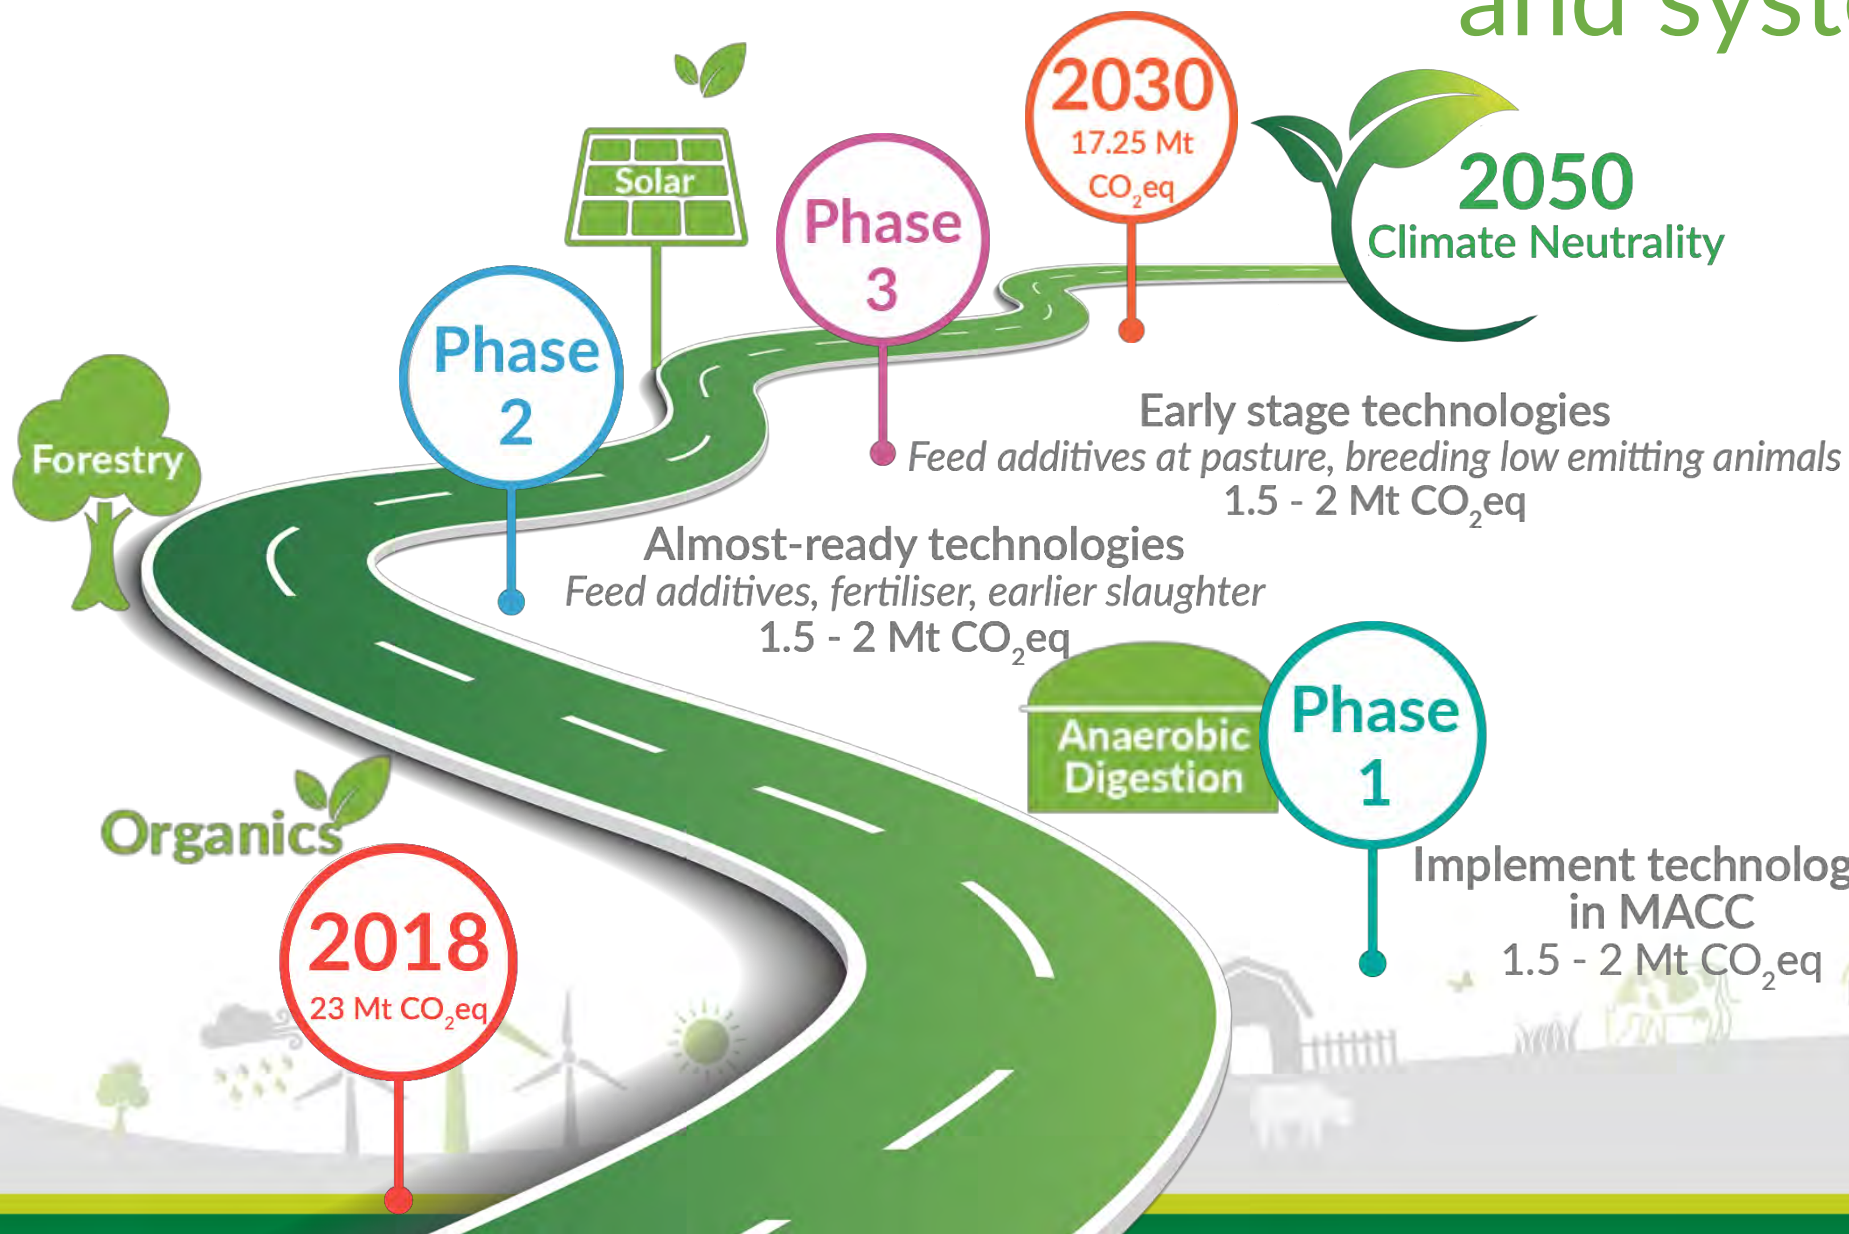 and
2030
17.25 Mt
CO₂eq
2050
Climate Neutrality
Solar
Phase
3
Phase
2
Early stage technologies
Feed additives at pasture, breeding low emitting animals
1.5 - 2 Mt CO₂eq
Forestry
Almost-ready technologies
Feed additives, fertiliser, earlier slaughter
1.5 - 2 Mt CO₂eq
Anaerobic
Digestion
Phase
1
Organics
Implement
in MACC
1.5 - 2 Mt CO₂eq
2018
23 Mt CO₂eq